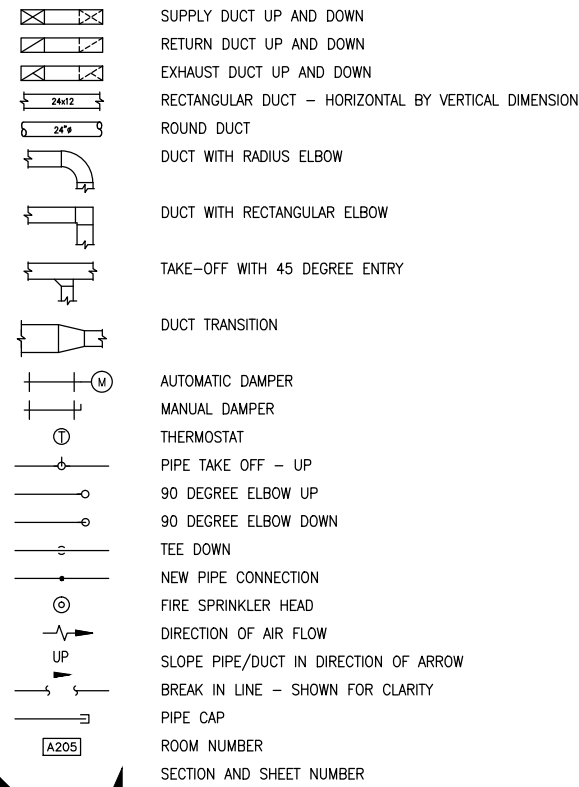 SUPPLY DUCT UP AND DOWN
RETURN DUCT UP AND DOWN
EXHAUST DUCT UP AND DOWN
24x12 RECTANGULAR DUCT – HORIZONTAL BY VERTICAL DIMENSION
24"ø ROUND DUCT
DUCT WITH RADIUS ELBOW
DUCT WITH RECTANGULAR ELBOW
TAKE–OFF WITH 45 DEGREE ENTRY
DUCT TRANSITION
M AUTOMATIC DAMPER
MANUAL DAMPER
T THERMOSTAT
PIPE TAKE OFF – UP
90 DEGREE ELBOW UP
90 DEGREE ELBOW DOWN
TEE DOWN
NEW PIPE CONNECTION
FIRE SPRINKLER HEAD
DIRECTION OF AIR FLOW
UP SLOPE PIPE/DUCT IN DIRECTION OF ARROW
BREAK IN LINE – SHOWN FOR CLARITY
PIPE CAP
A205 ROOM NUMBER
SECTION AND SHEET NUMBER